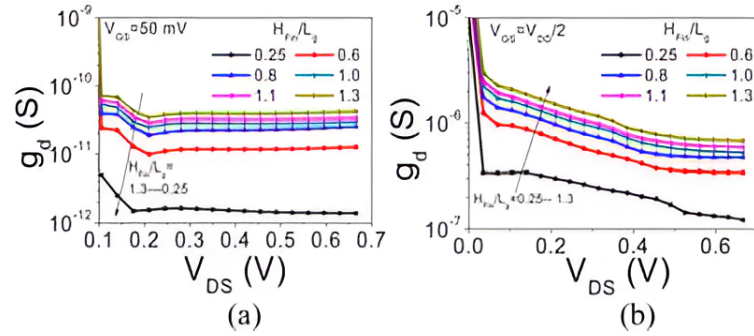 (a)
V_GS=50 mV
H_Fin/L_g
0.25 0.6
0.8 1.0
1.1 1.3
H_Fin/L_g=
1.3—0.25
g_d (S)
10^-9
10^-10
10^-11
10^-12
0.1 0.2 0.3 0.4 0.5 0.6 0.7
V_DS (V)
(a)
(b)
H_Fin/L_g
0.25 0.6
0.8 1.0
1.1 1.3
H_Fin/L_g=0.25-- 1.3
g_d (S)
10^-5
10^-6
10^-7
0.0 0.2 0.4 0.6
V_DS (V)
(b)